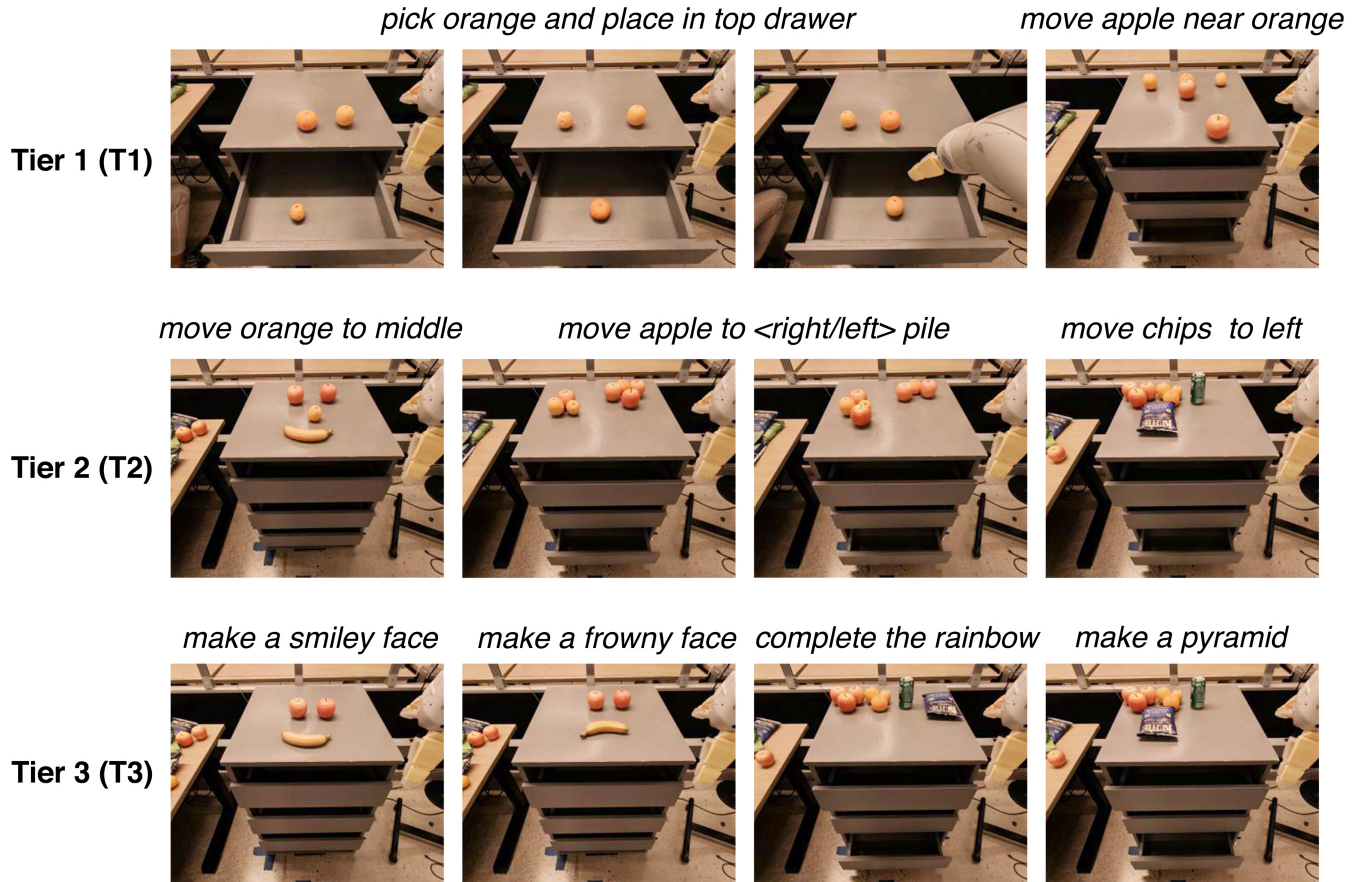 pick orange and place in top drawer
move apple near orange
Tier 1 (T1)
move orange to middle
move apple to <right/left> pile
move chips to left
Tier 2 (T2)
make a smiley face
make a frowny face
complete the rainbow
make a pyramid
Tier 3 (T3)